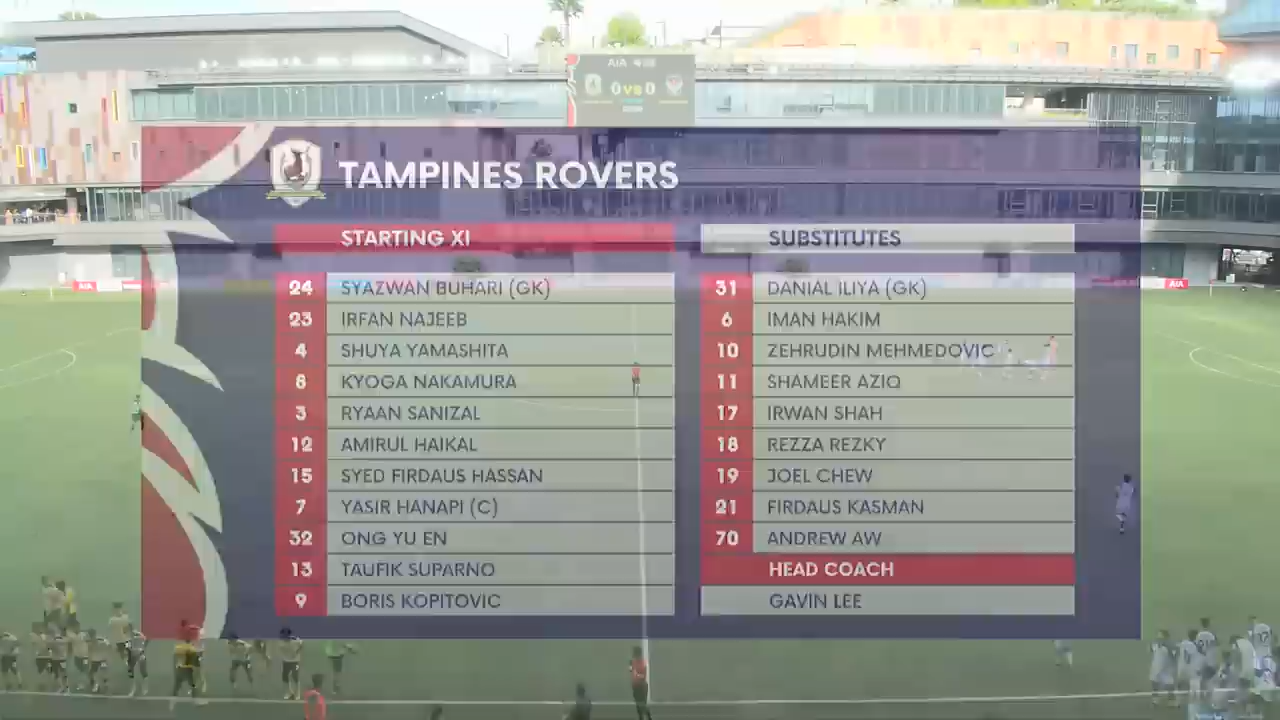 AIA
0 vs 0
TAMPINES ROVERS
STARTING XI
24 SYAZWAN BUHARI (GK)
23 IRFAN NAJEEB
4 SHUYA YAMASHITA
8 KYOGA NAKAMURA
3 RYAAN SANIZAL
12 AMIRUL HAIKAL
15 SYED FIRDAUS HASSAN
7 YASIR HANAPI (C)
32 ONG YU EN
13 TAUFIK SUPARNO
9 BORIS KOPITOVIC
SUBSTITUTES
31 DANIAL ILIYA (GK)
6 IMAN HAKIM
10 ZEHRUDIN MEHMEDOVIC
11 SHAMEER AZIQ
17 IRWAN SHAH
18 REZZA REZKY
19 JOEL CHEW
21 FIRDAUS KASMAN
70 ANDREW AW
HEAD COACH
GAVIN LEE
AIA
AIA